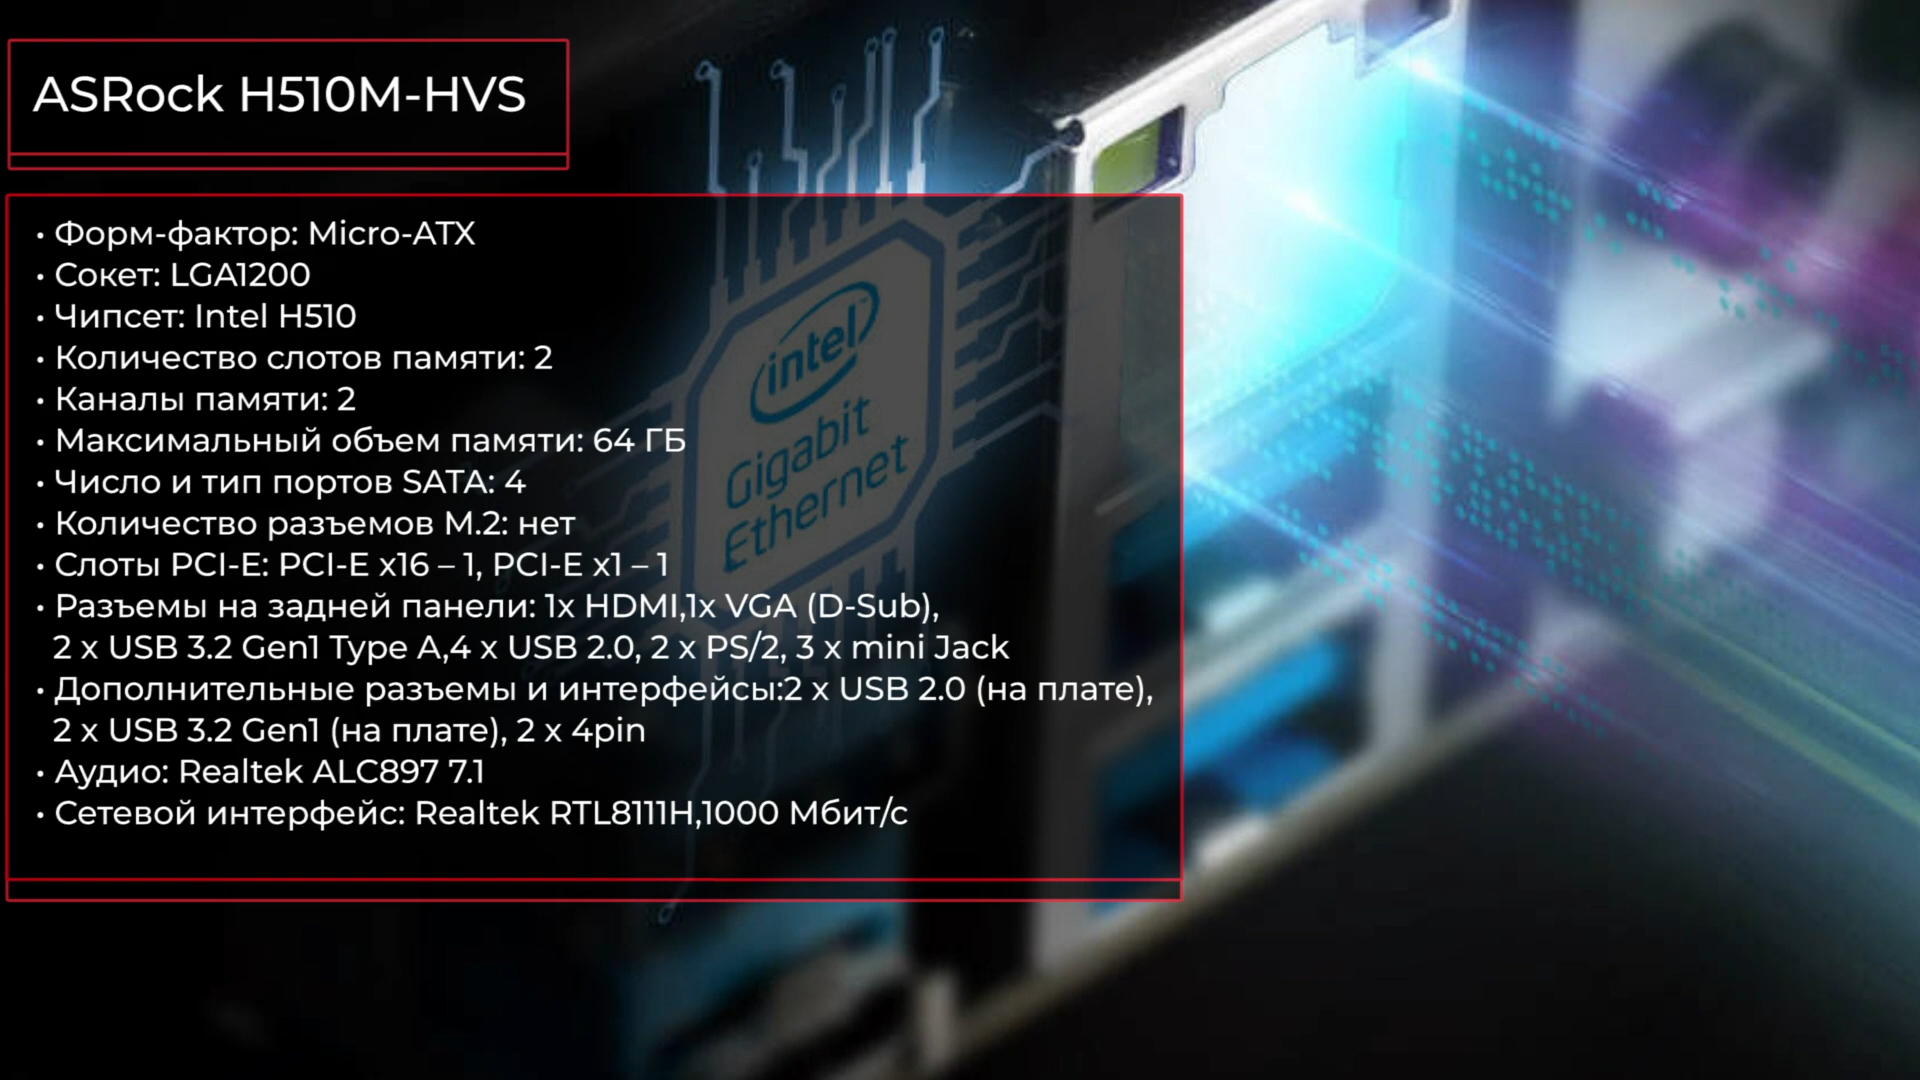 ASRock H510M-HVS
• Форм-фактор: Micro-ATX
• Сокет: LGA1200
• Чипсет: Intel H510
• Количество слотов памяти: 2
• Каналы памяти: 2
• Максимальный объем памяти: 64 ГБ
• Число и тип портов SATA: 4
• Количество разъемов M.2: нет
• Слоты PCI-E: PCI-E x16 – 1, PCI-E x1 – 1
• Разъемы на задней панели: 1x HDMI,1x VGA (D-Sub),
2 x USB 3.2 Gen1 Type A,4 x USB 2.0, 2 x PS/2, 3 x mini Jack
• Дополнительные разъемы и интерфейсы:2 x USB 2.0 (на плате),
2 x USB 3.2 Gen1 (на плате), 2 x 4pin
• Аудио: Realtek ALC897 7.1
• Сетевой интерфейс: Realtek RTL8111H,1000 Мбит/с
intel
Gigabit
Ethernet